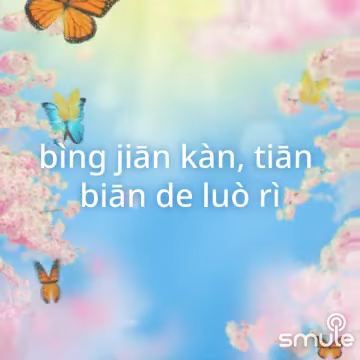 bìng jiān kàn, tiān
biān de luò rì
smule